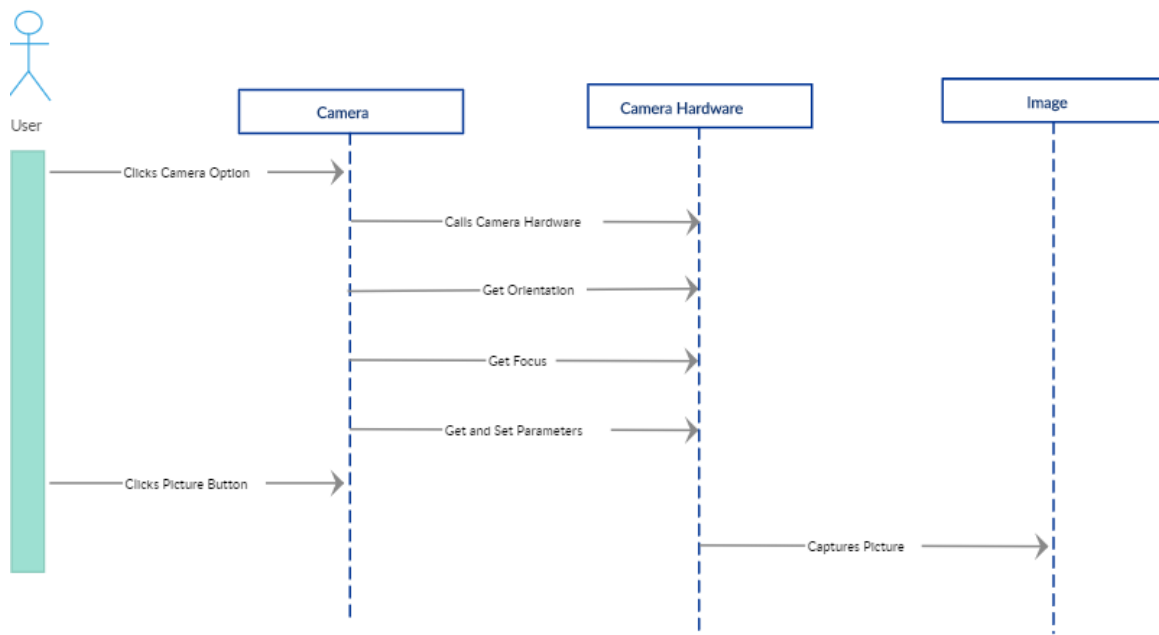 User
Camera
Camera Hardware
Image
Clicks Camera Option
Calls Camera Hardware
Get Orientation
Get Focus
Get and Set Parameters
Clicks Picture Button
Captures Picture